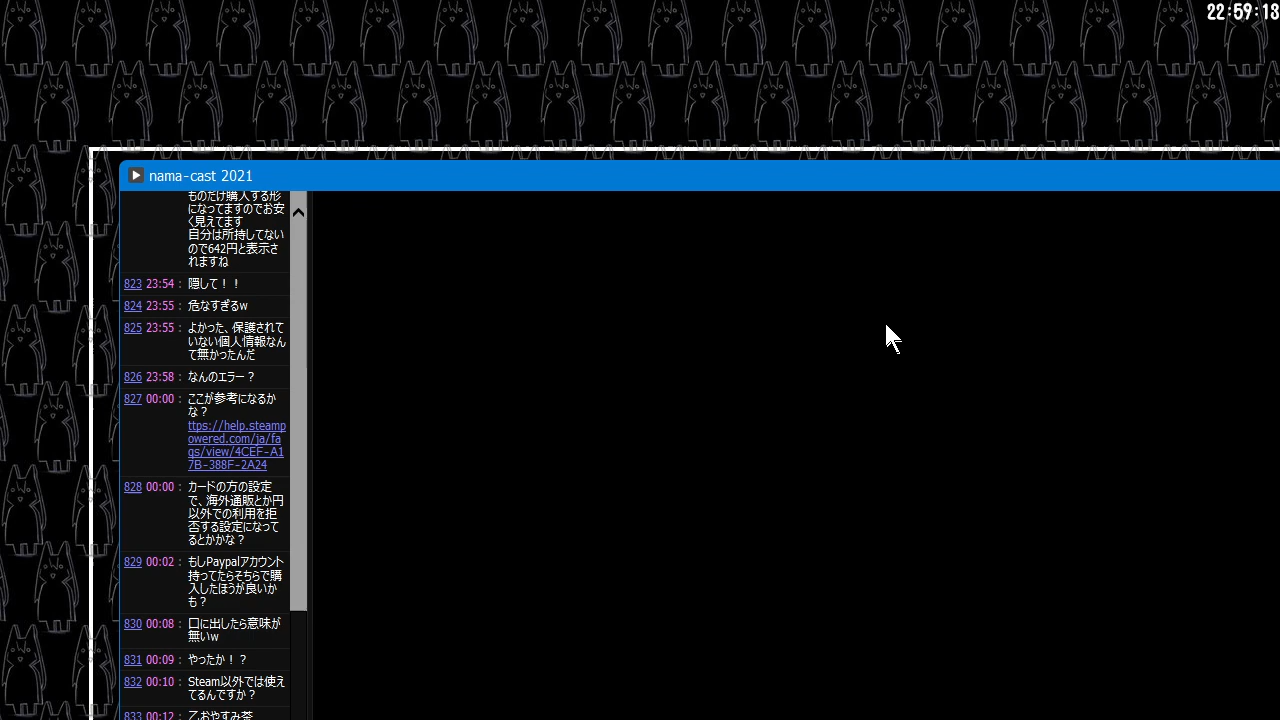 22:59:13
nama-cast 2021
ものだけ購入する形
になってますのでお安
く見えてます
自分は所持してない
ので642円と表示さ
れますね
823 23:54 : 隠して！！
824 23:55 : 危なすぎるw
825 23:55 : よかった、保護されて
いない個人情報なん
て無かったんだ
826 23:58 : なんのエラー？
827 00:00 : ここが参考になるか
な？
ttps://help.steamp
owered.com/ja/fa
qs/view/4CEF-A1
7B-388F-2A24
828 00:00 : カードの方の設定
で、海外通販とか円
以外での利用を拒
否する設定になって
るとかかな？
829 00:02 : もしPaypalアカウント
持ってたらそちらで購
入したほうが良いか
も？
830 00:08 : 口に出したら意味が
無いw
831 00:09 : やったか！？
832 00:10 : Steam以外では使え
てるんですか？
833 00:12 : 乙おやすみ茶